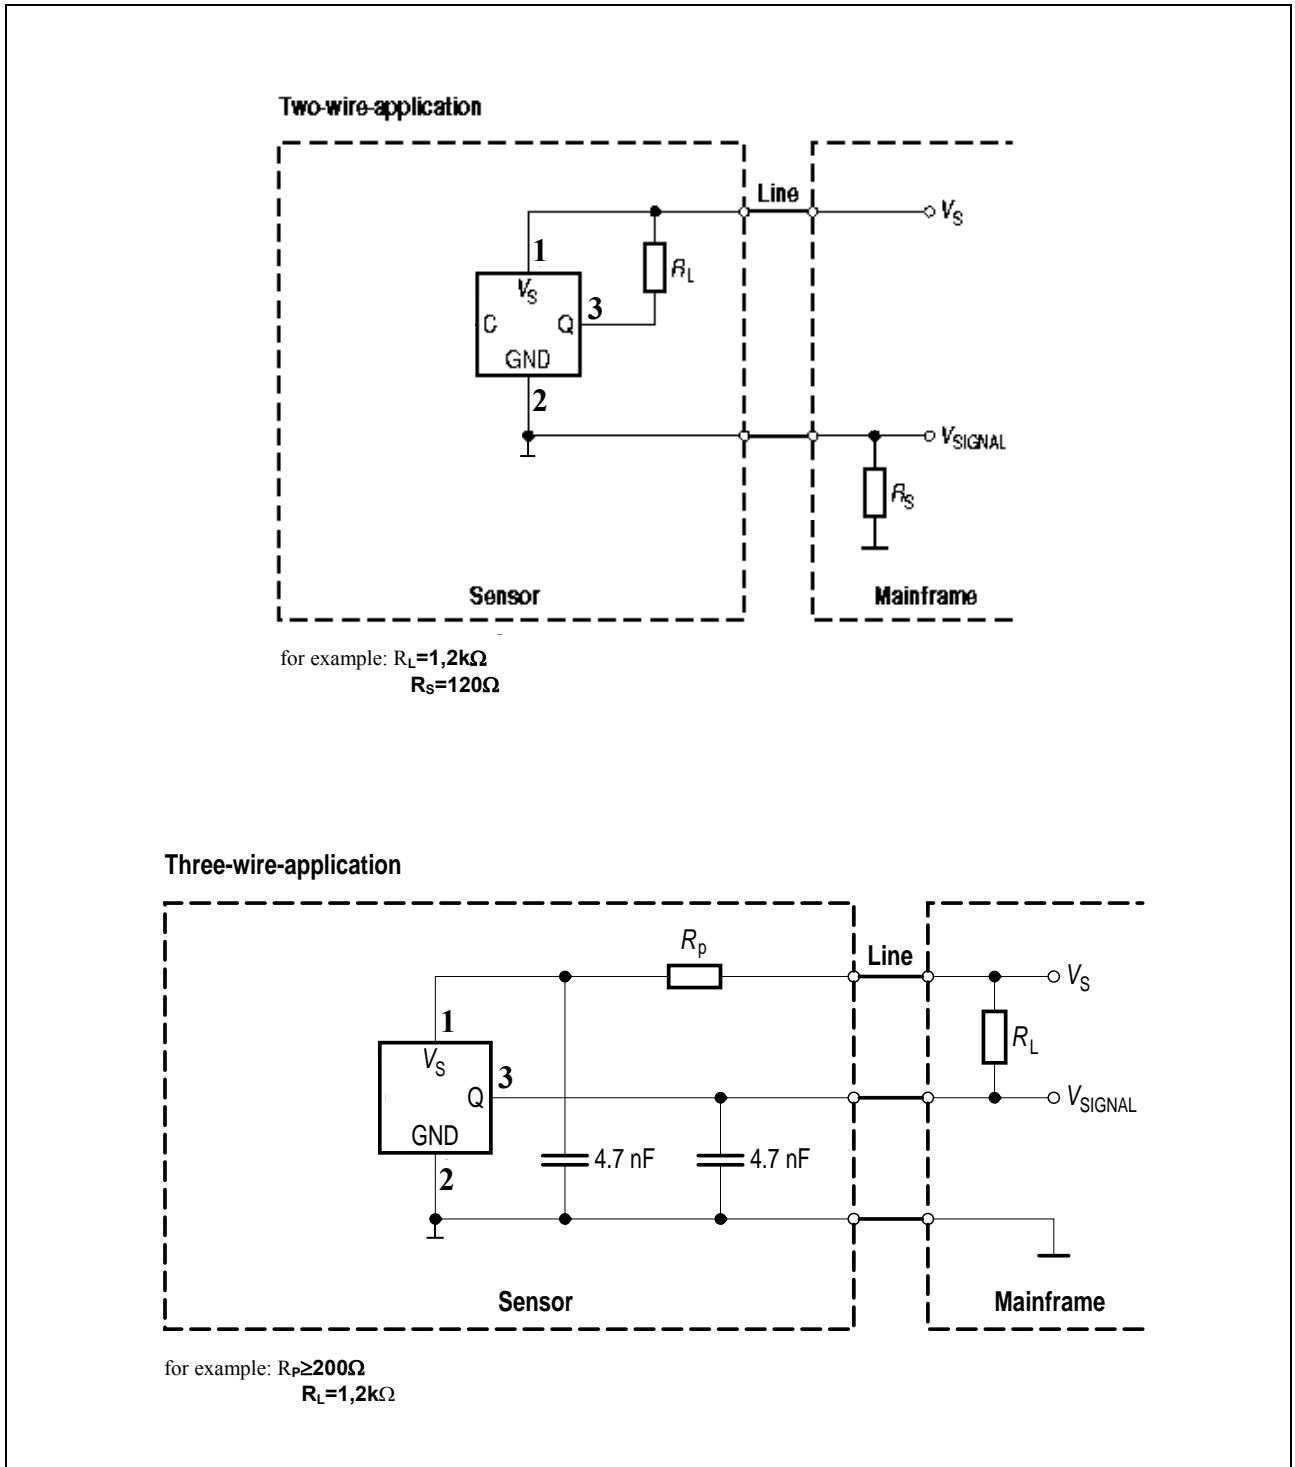 Two-wire-application
Line
V_S
1
R_L
V_S
3
C Q
GND
2
V_SIGNAL
R_S
Sensor
Mainframe
for example: R_L=1,2kΩ
R_S=120Ω
Three-wire-application
R_p
Line
V_S
1
R_L
V_S
3
Q
V_SIGNAL
GND
4.7 nF
4.7 nF
2
Sensor
Mainframe
for example: R_P≥200Ω
R_L=1,2kΩ